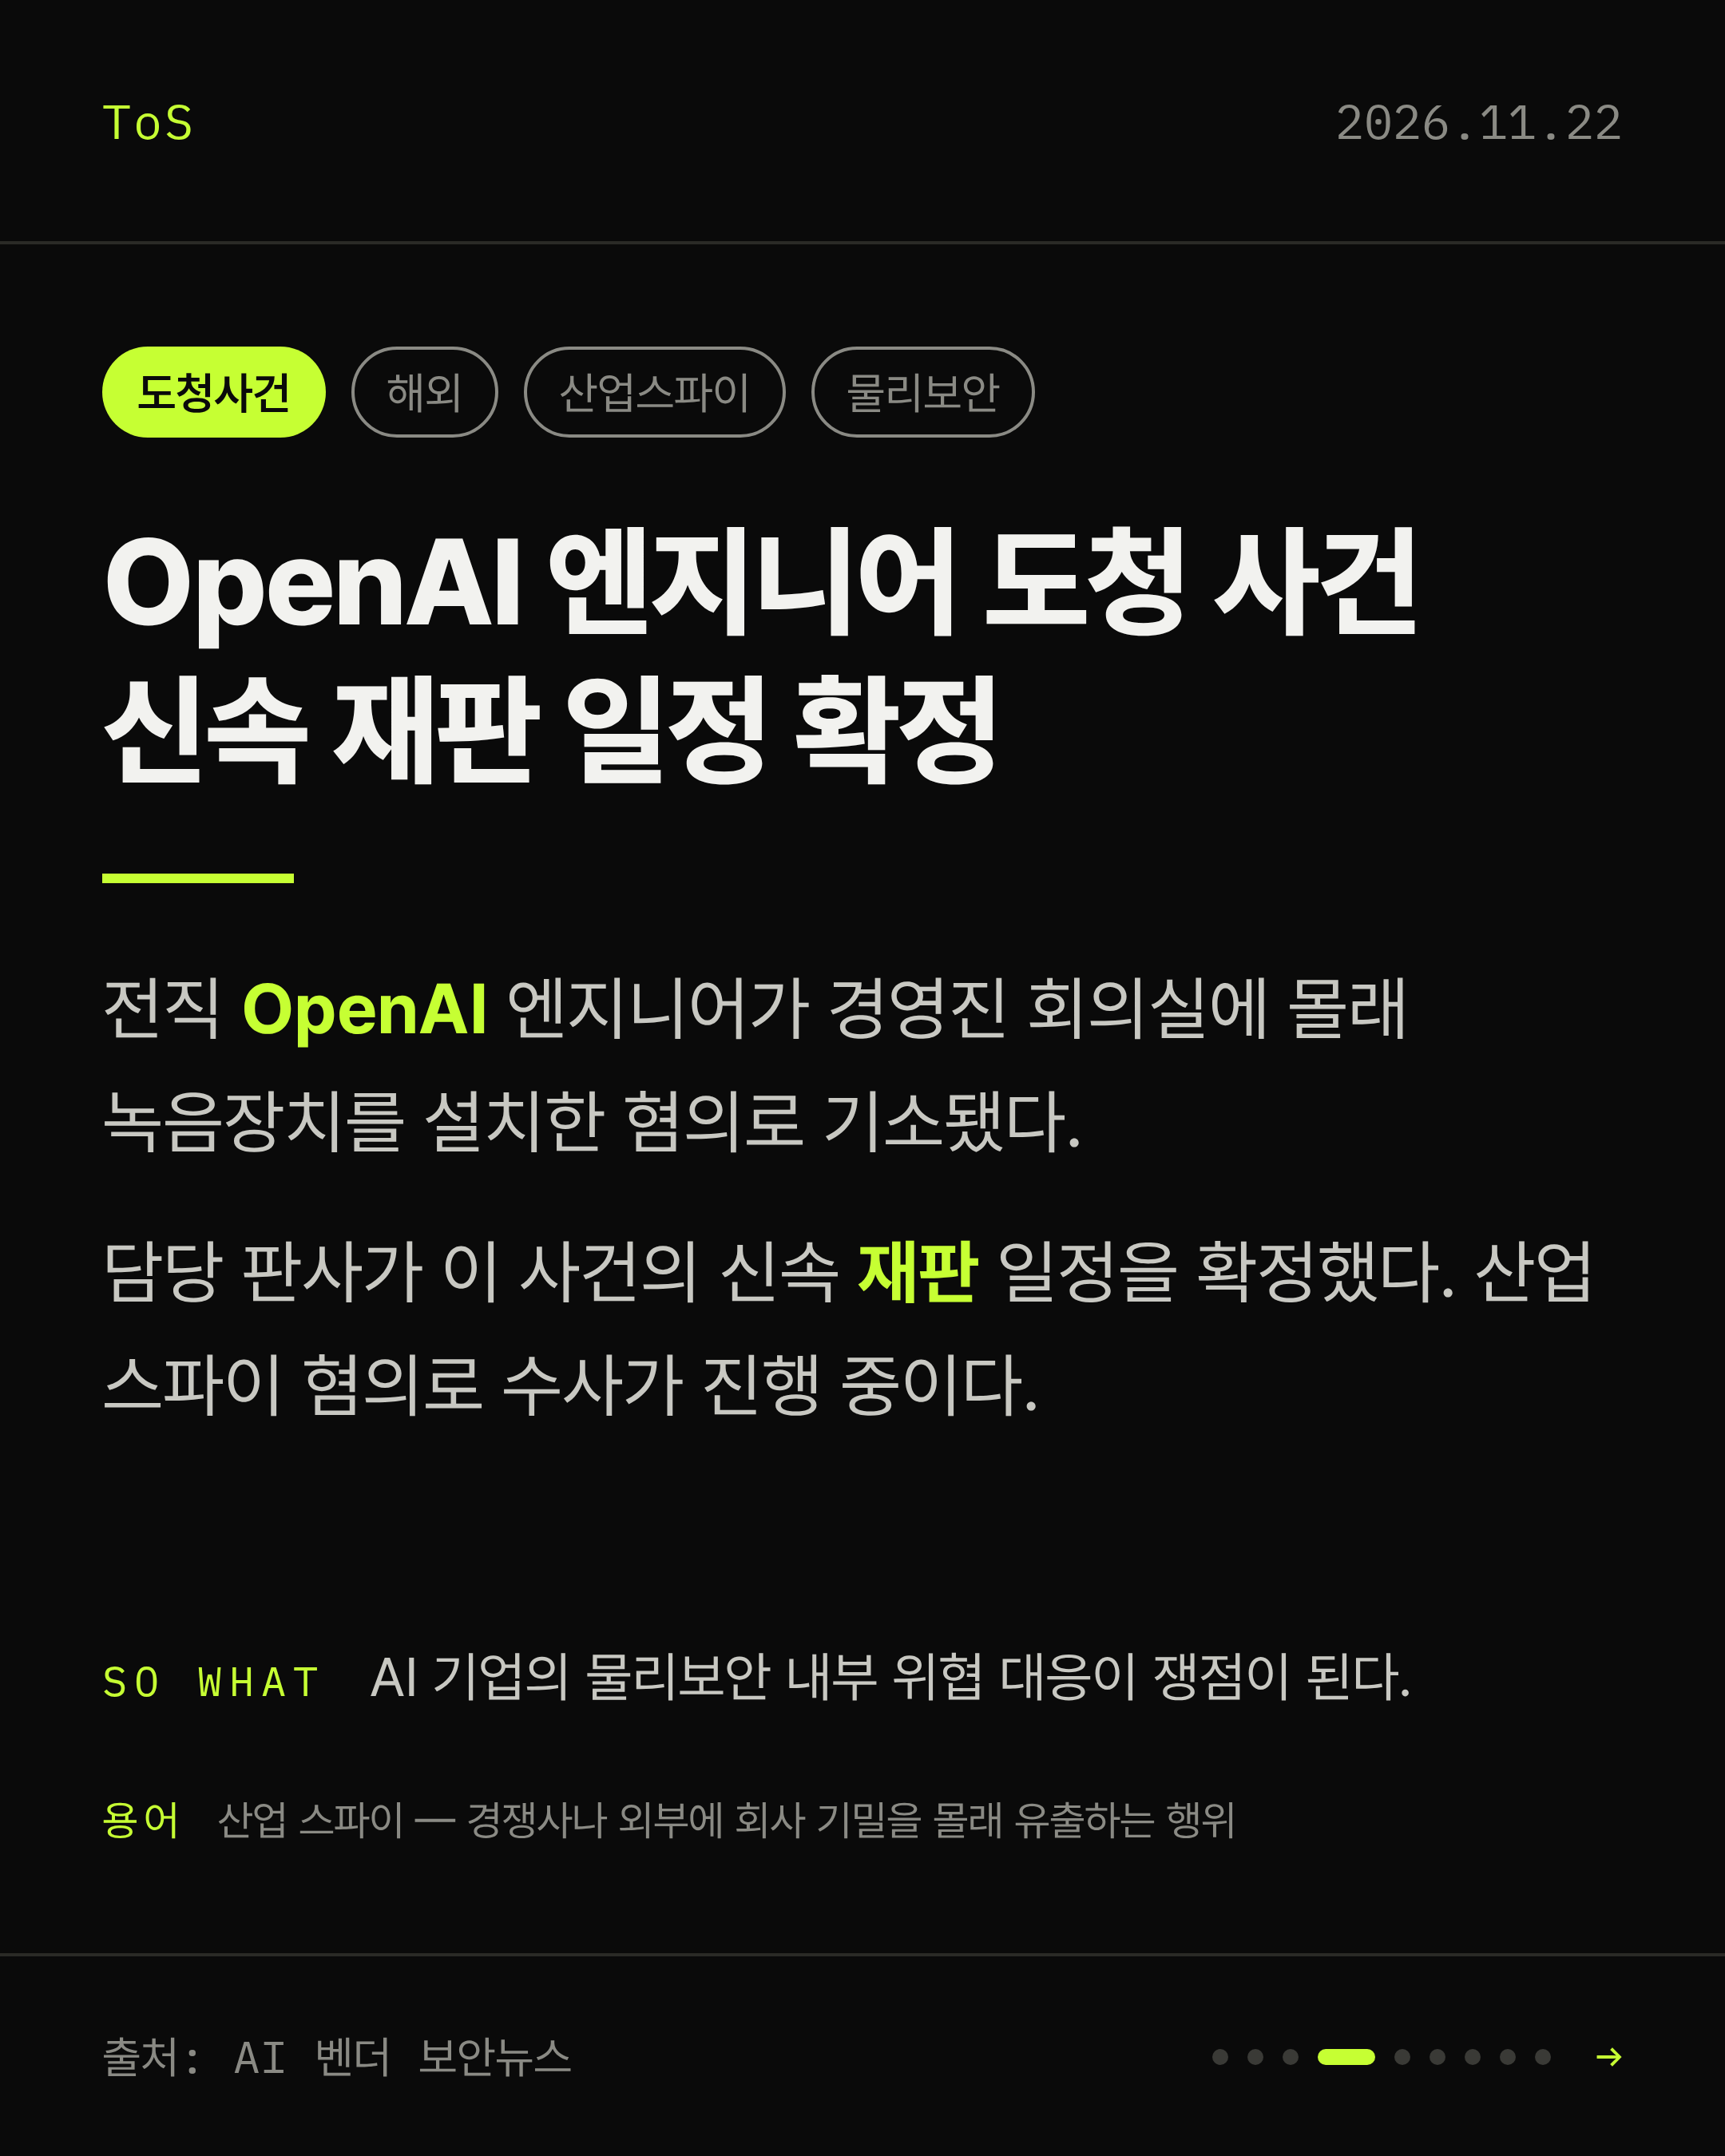 ToS
2026.11.22
도청사건 해외 산업스파이 물리보안
OpenAI 엔지니어 도청 사건
신속 재판 일정 확정
전직 OpenAI 엔지니어가 경영진 회의실에 몰래
녹음장치를 설치한 혐의로 기소됐다.
담당 판사가 이 사건의 신속 재판 일정을 확정했다. 산업
스파이 혐의로 수사가 진행 중이다.
SO WHAT AI 기업의 물리보안 내부 위협 대응이 쟁점이 된다.
용어 산업 스파이 — 경쟁사나 외부에 회사 기밀을 몰래 유출하는 행위
출처: AI 벤더 보안뉴스 →